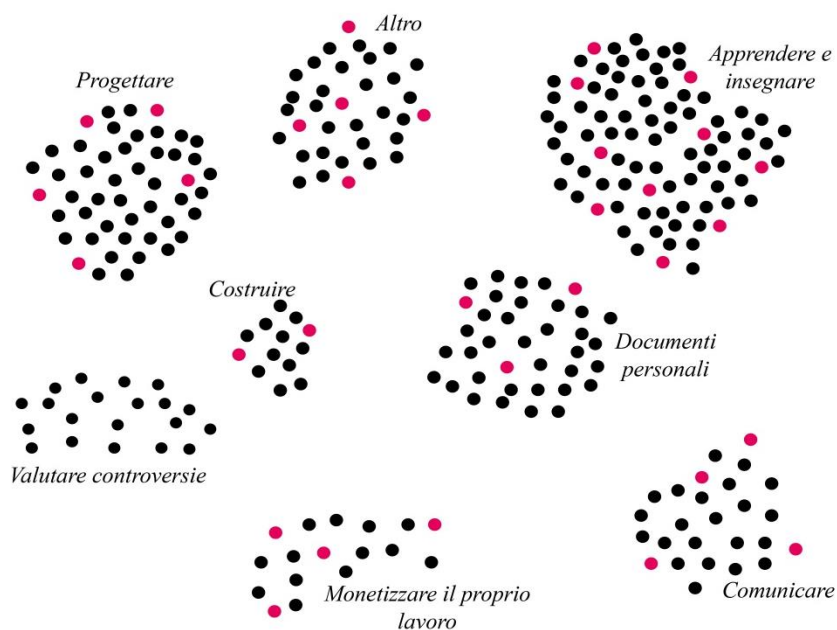 Altro
Progettare
Apprendere e
insegnare
Costruire
Documenti
personali
Valutare controversie
Monetizzare il proprio
lavoro
Comunicare